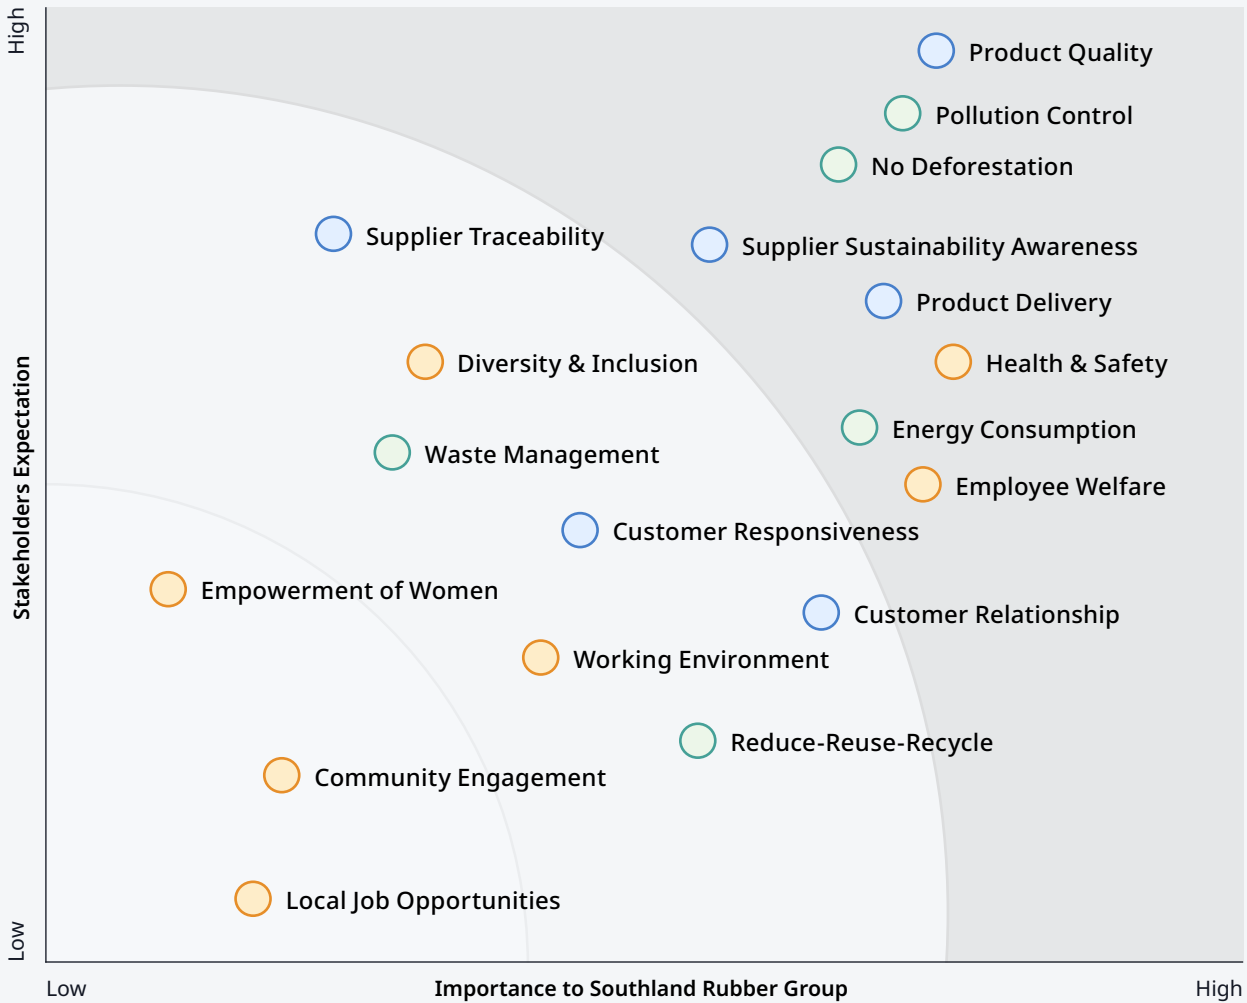 High
Product Quality
Pollution Control
No Deforestation
Supplier Traceability
Supplier Sustainability Awareness
Product Delivery
Diversity & Inclusion
Health & Safety
Energy Consumption
Waste Management
Employee Welfare
Stakeholders Expectation
Customer Responsiveness
Empowerment of Women
Customer Relationship
Working Environment
Reduce-Reuse-Recycle
Community Engagement
Local Job Opportunities
Low
Low
Importance to Southland Rubber Group
High